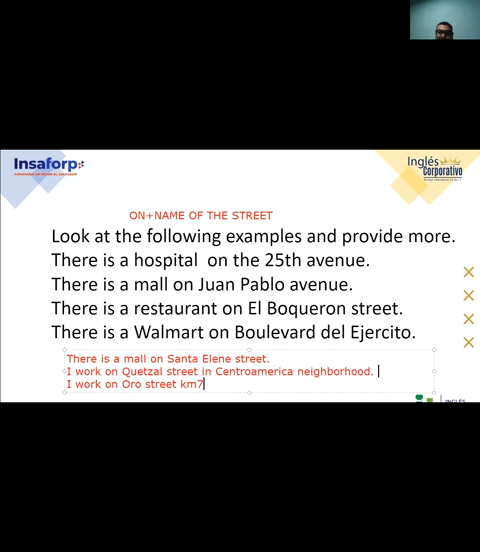 Insaforp
Inglés
Corporativo
ON+NAME OF THE STREET
Look at the following examples and provide more.
There is a hospital  on the 25th avenue.
There is a mall on Juan Pablo avenue.
There is a restaurant on El Boqueron street.
There is a Walmart on Boulevard del Ejercito.
There is a mall on Santa Elene street.
I work on Quetzal street in Centroamerica neighborhood.
I work on Oro street km7